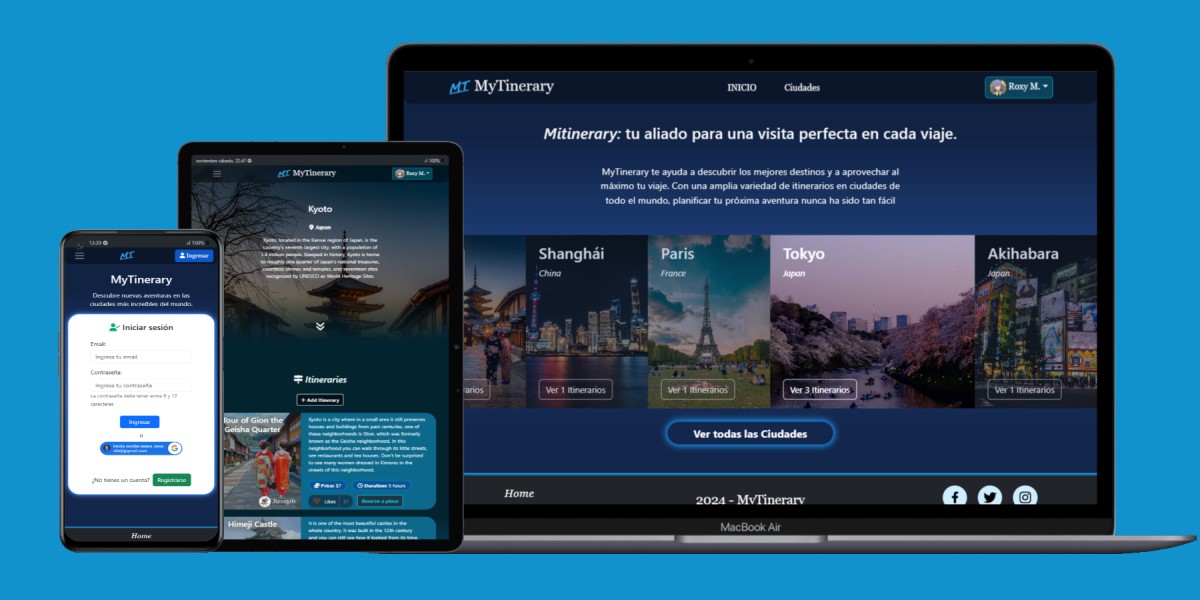 MT MyTinerary
INICIO
Ciudades
Roxy M.
Mitinerary: tu aliado para una visita perfecta en cada viaje.
MyTinerary te ayuda a descubrir los mejores destinos y a aprovechar al
máximo tu viaje. Con una amplia variedad de itinerarios en ciudades de
todo el mundo, planificar tu próxima aventura nunca ha sido tan fácil
Shanghái
China
Ver 1 Itinerarios
Paris
France
Ver 1 Itinerarios
Tokyo
Japan
Ver 3 Itinerarios
Akihabara
Japan
Ver 1 Itinerarios
rarios
Ver todas las Ciudades
Home
2024 - MyTinerary
MacBook Air
noviembre sábado, 22:47
100%
MT MyTinerary
Roxy M.
Kyoto
Japan
Kyoto, located in the Kansai region of Japan, is the
country's seventh largest city, with a population of
1.4 million people. Steeped in history, Kyoto is home
to roughly one quarter of Japan's national treasures,
countless shrines and temples, and seventeen sites
recognized by UNESCO as World Heritage Sites.
Itineraries
+ Add Itinerary
Tour of Gion the
Geisha Quarter
Kyoto is a city where in a small area it still preserves
houses and buildings from past centuries, one of
these neighborhoods is Gion, which was formerly
known as the Geisha neighborhood. In this
neighborhood you can walk through its little streets,
see restaurants and tea houses. Don't be surprised
to see many women dressed in Kimono in the
streets of this neighborhood.
Price: $7
Duration: 5 hours
Junseph
Likes
Reserve a place
Himeji Castle
It is one of the most beautiful castles in the
whole country. It was built in the 12th century
and you can still see how it looked from its time.
13:39
100%
MT
Ingresar
MyTinerary
Descubre nuevas aventuras en las
ciudades más increíbles del mundo.
Iniciar sesión
Email:
Ingresa tu email
Contraseña:
Ingresa tu contraseña
La contraseña debe tener entre 8 y 12
caracteres
Ingresar
o
¿No tienes un cuenta?
Registrarse
Home